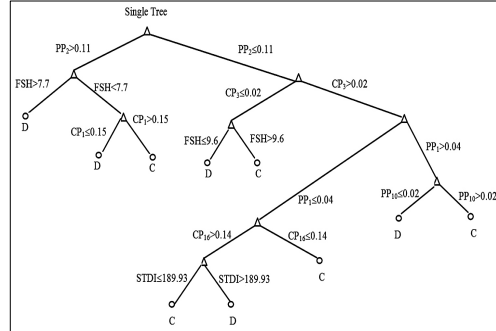 Single Tree
PP₂>0.11
PP₂≤0.11
FSH>7.7
FSH<7.7
CP₃≤0.02
CP₃>0.02
D
CP₁≤0.15
CP₁>0.15
FSH≤9.6
FSH>9.6
PP₁>0.04
D
C
D
C
PP₁≤0.04
PP₁₀≤0.02
PP₁₀>0.02
D
C
CP₁₆>0.14
CP₁₆≤0.14
C
STDI≤189.93
STDI>189.93
C
D